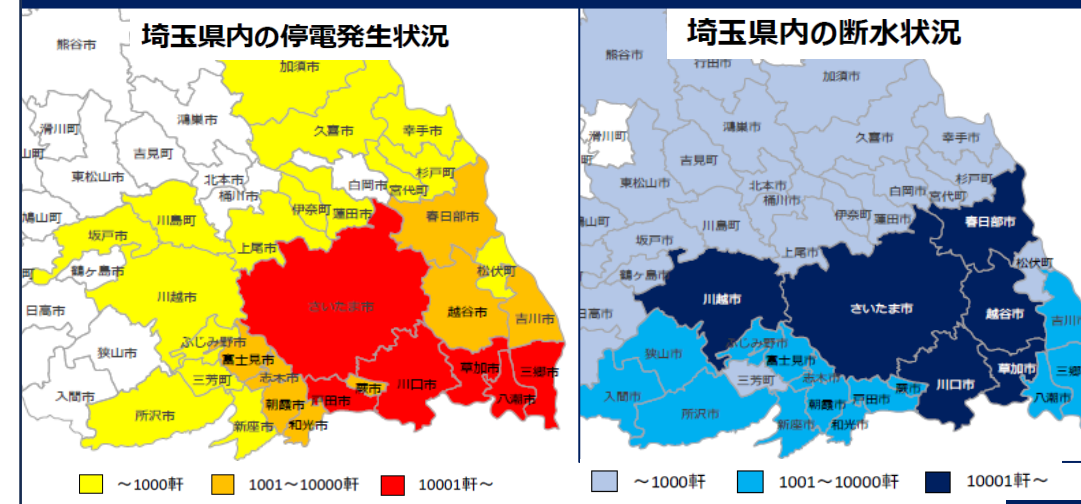 埼玉県内の停電発生状況
熊谷市
加須市
鴻巣市
久喜市
幸手市
滑川町
吉見町
杉戸町
東松山市
北本市
白岡市
宮代町
桶川市
鳩山町
川島町
伊奈町
蓮田市
春日部市
坂戸市
上尾市
鶴ヶ島市
松伏町
川越市
さいたま市
日高市
越谷市
吉川市
ふじみ野市
狭山市
富士見市
三芳町
志木市
草加市
三郷市
入間市
蕨市
川口市
八潮市
所沢市
朝霞市
戸田市
新座市
和光市
～1000軒
1001～10000軒
10001軒～
埼玉県内の断水状況
熊谷市
行田市
加須市
鴻巣市
久喜市
幸手市
滑川町
吉見町
杉戸町
東松山市
北本市
白岡市
宮代町
桶川市
山町
川島町
伊奈町
蓮田市
春日部市
坂戸市
上尾市
鶴ヶ島市
松伏町
川越市
さいたま市
日高市
越谷市
吉川市
ふじみ野市
狭山市
富士見市
三芳町
志木市
草加市
三郷
入間市
蕨市
川口市
八潮市
所沢市
朝霞市
戸田市
新座市
和光市
～1000軒
1001～10000軒
10001軒～